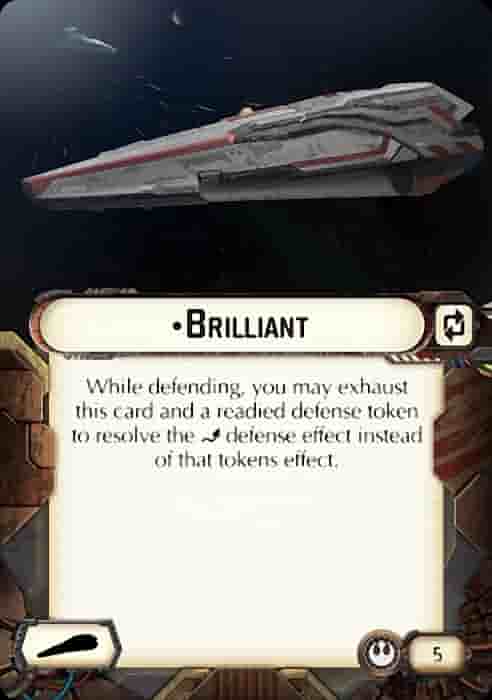 •BRILLIANT
While defending, you may exhaust
this card and a readied defense token
to resolve the defense effect instead
of that tokens effect.
5